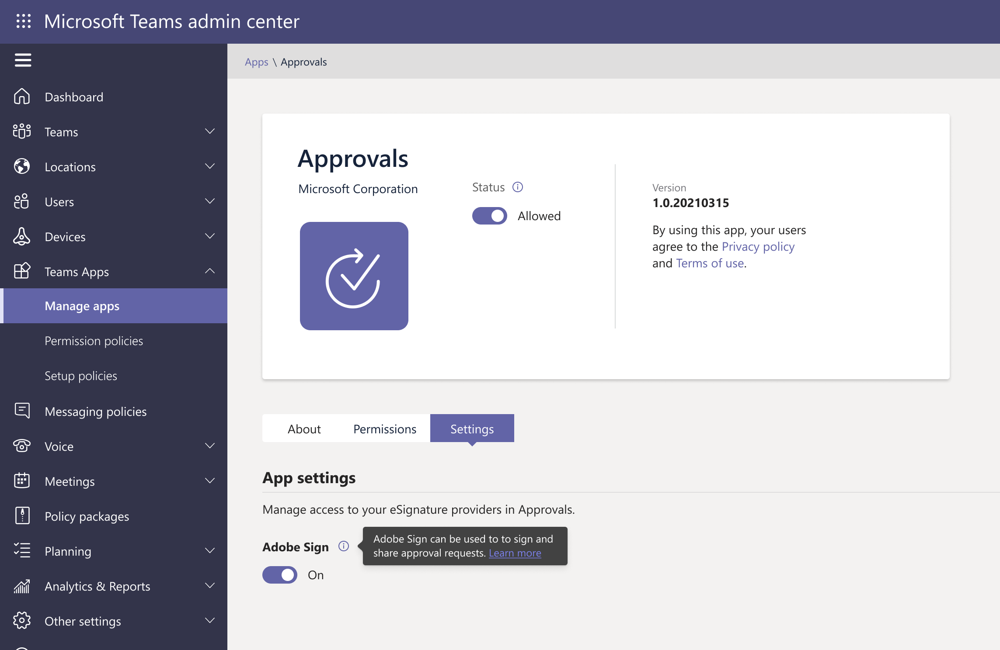 Microsoft Teams admin center
Apps \ Approvals
Dashboard
Teams
Locations
Users
Devices
Teams Apps
Manage apps
Permission policies
Setup policies
Messaging policies
Voice
Meetings
Policy packages
Planning
Analytics & Reports
Other settings
Approvals
Microsoft Corporation
Status
Allowed
Version
1.0.20210315
By using this app, your users
agree to the Privacy policy
and Terms of use.
About
Permissions
Settings
App settings
Manage access to your eSignature providers in Approvals.
Adobe Sign
Adobe Sign can be used to to sign and
share approval requests. Learn more
On